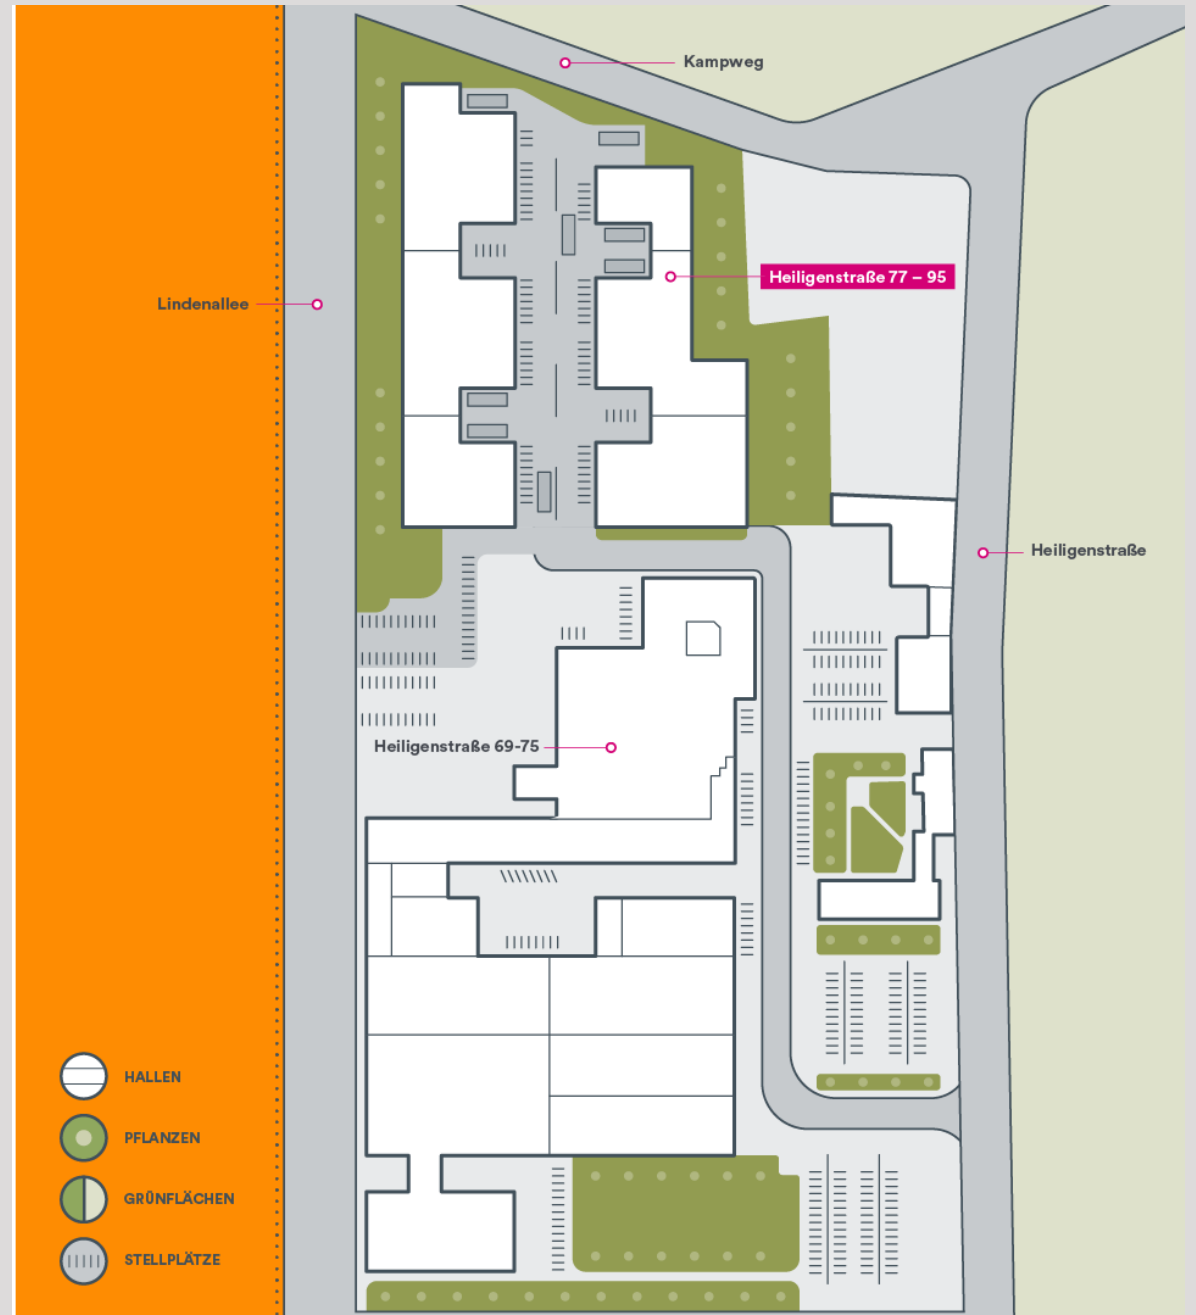 Kampweg
Heiligenstraße 77 – 95
Lindenallee
Heiligenstraße
Heiligenstraße 69-75
HALLEN
PFLANZEN
GRÜNFLÄCHEN
STELLPLÄTZE